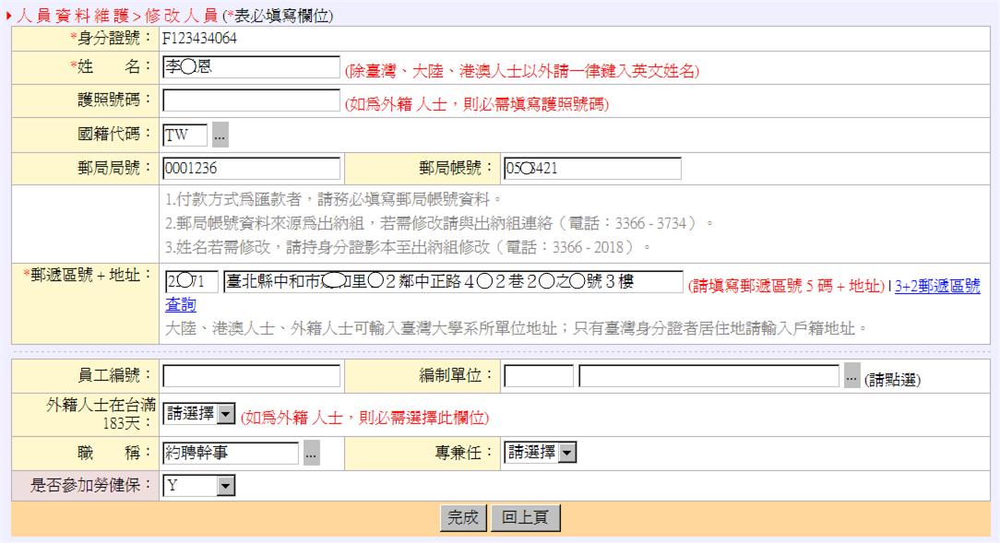 人員資料維護>修改人員(*表必填寫欄位)
*身分證號： F123434064
*姓　　名： 李○恩 (除臺灣、大陸、港澳人士以外請一律鍵入英文姓名)
護照號碼： (如為外籍 人士，則必需填寫護照號碼)
國籍代碼： TW ...
郵局局號： 0001236 郵局帳號： 05○3421
1.付款方式為匯款者，請務必填寫郵局帳號資料。
2.郵局帳號資料來源為出納組，若需修改請與出納組連絡（電話：3366 - 3734）。
3.姓名若需修改，請持身分證影本至出納組修改（電話：3366 - 2018）。
*郵遞區號 + 地址： 2○71 臺北縣中和市○和里○２鄰中正路４○２巷２○之○號３樓 (請填寫郵遞區號 5 碼 + 地址) | 3+2郵遞區號
查詢
大陸、港澳人士、外籍人士可輸入臺灣大學系所單位地址；只有臺灣身分證者居住地請輸入戶籍地址。
員工編號： 編制單位： ... (請點選)
外籍人士在台滿
183天： 請選擇 (如為外籍 人士，則必需選擇此欄位)
職　　稱： 約聘幹事 ... 專兼任： 請選擇
是否參加勞健保： Y
完成 回上頁